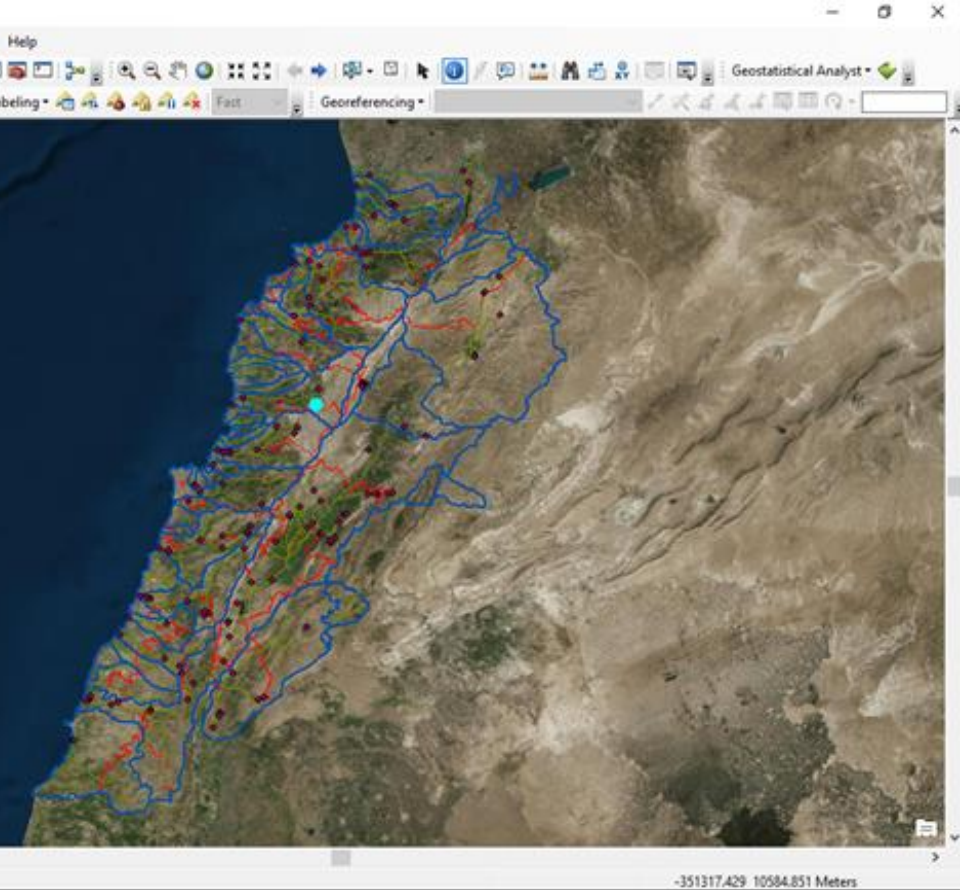 Help
Geostatistical Analyst
beling Fast Georeferencing
-351317.429 10584.851 Meters